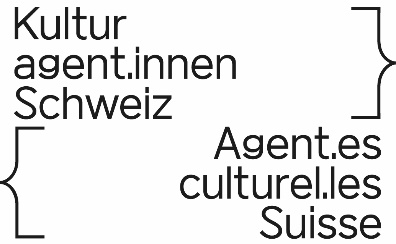 Kultur
agent.innen
Schweiz
Agent.es
culturel.les
Suisse